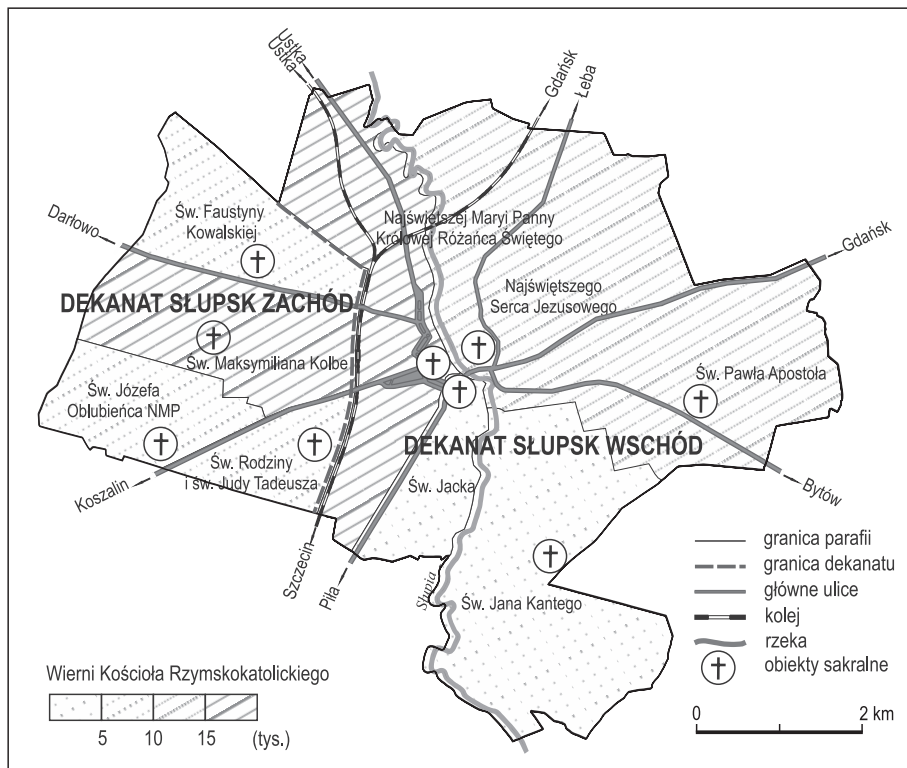 Ustka
Ustka
Gdańsk
Łeba
Darłowo
Św. Faustyny
Kowalskiej
Najświętszej Maryi Panny
Królowej Różańca Świętego
Gdańsk
Najświętszego
Serca Jezusowego
DEKANAT SŁUPSK ZACHÓD
Św. Maksymiliana Kolbe
Św. Pawła Apostoła
Św. Józefa
Oblubieńca NMP
DEKANAT SŁUPSK WSCHÓD
Św. Rodziny
i św. Judy Tadeusza
Św. Jacka
Koszalin
Szczecin
Piła
Słupia
Bytów
Św. Jana Kantego
granica parafii
granica dekanatu
główne ulice
kolej
rzeka
obiekty sakralne
Wierni Kościoła Rzymskokatolickiego
5 10 15 (tys.)
0 2 km